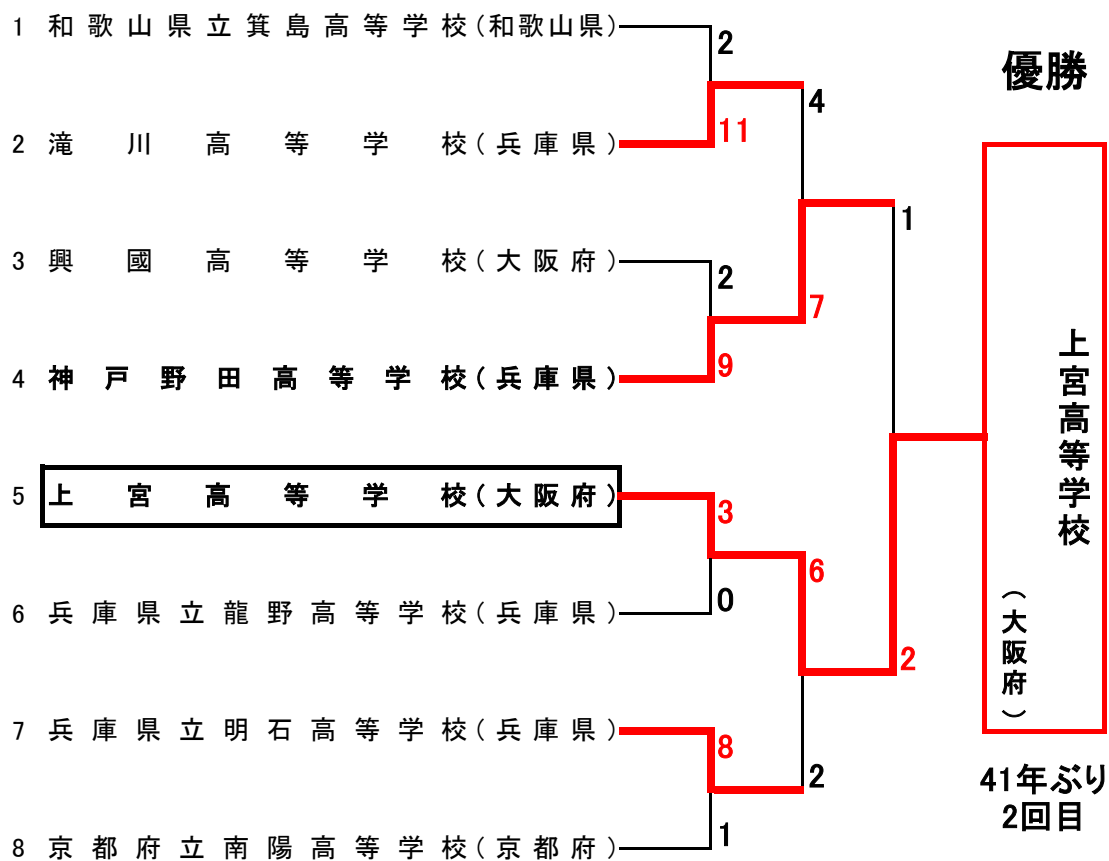 1 和歌山県立箕島高等学校(和歌山県)
2
優勝
4
11
2 滝川高等学校(兵庫県)
1
3 興國高等学校(大阪府)
2
7
9
4 神戸野田高等学校(兵庫県)
上宮高等学校
(大阪府)
5 上宮高等学校(大阪府)
3
6
0
6 兵庫県立龍野高等学校(兵庫県)
2
7 兵庫県立明石高等学校(兵庫県)
8
2
41年ぶり
2回目
1
8 京都府立南陽高等学校(京都府)